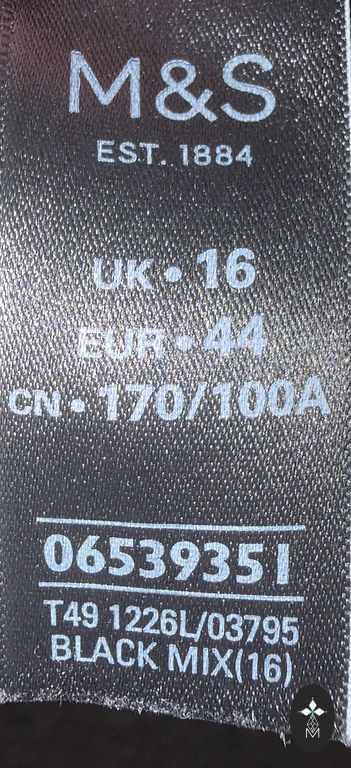 M&S
EST. 1884
UK • 16
EUR • 44
CN • 170/100A
06539351
T49 1226L/03795
BLACK MIX(16)
M